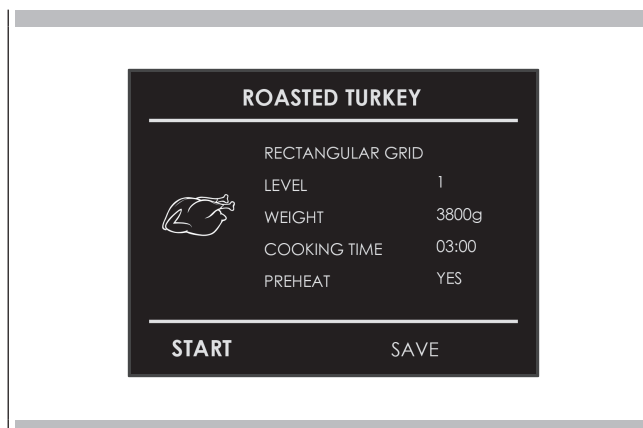 ROASTED TURKEY
RECTANGULAR GRID
LEVEL 1
WEIGHT 3800g
COOKING TIME 03:00
PREHEAT YES
START SAVE